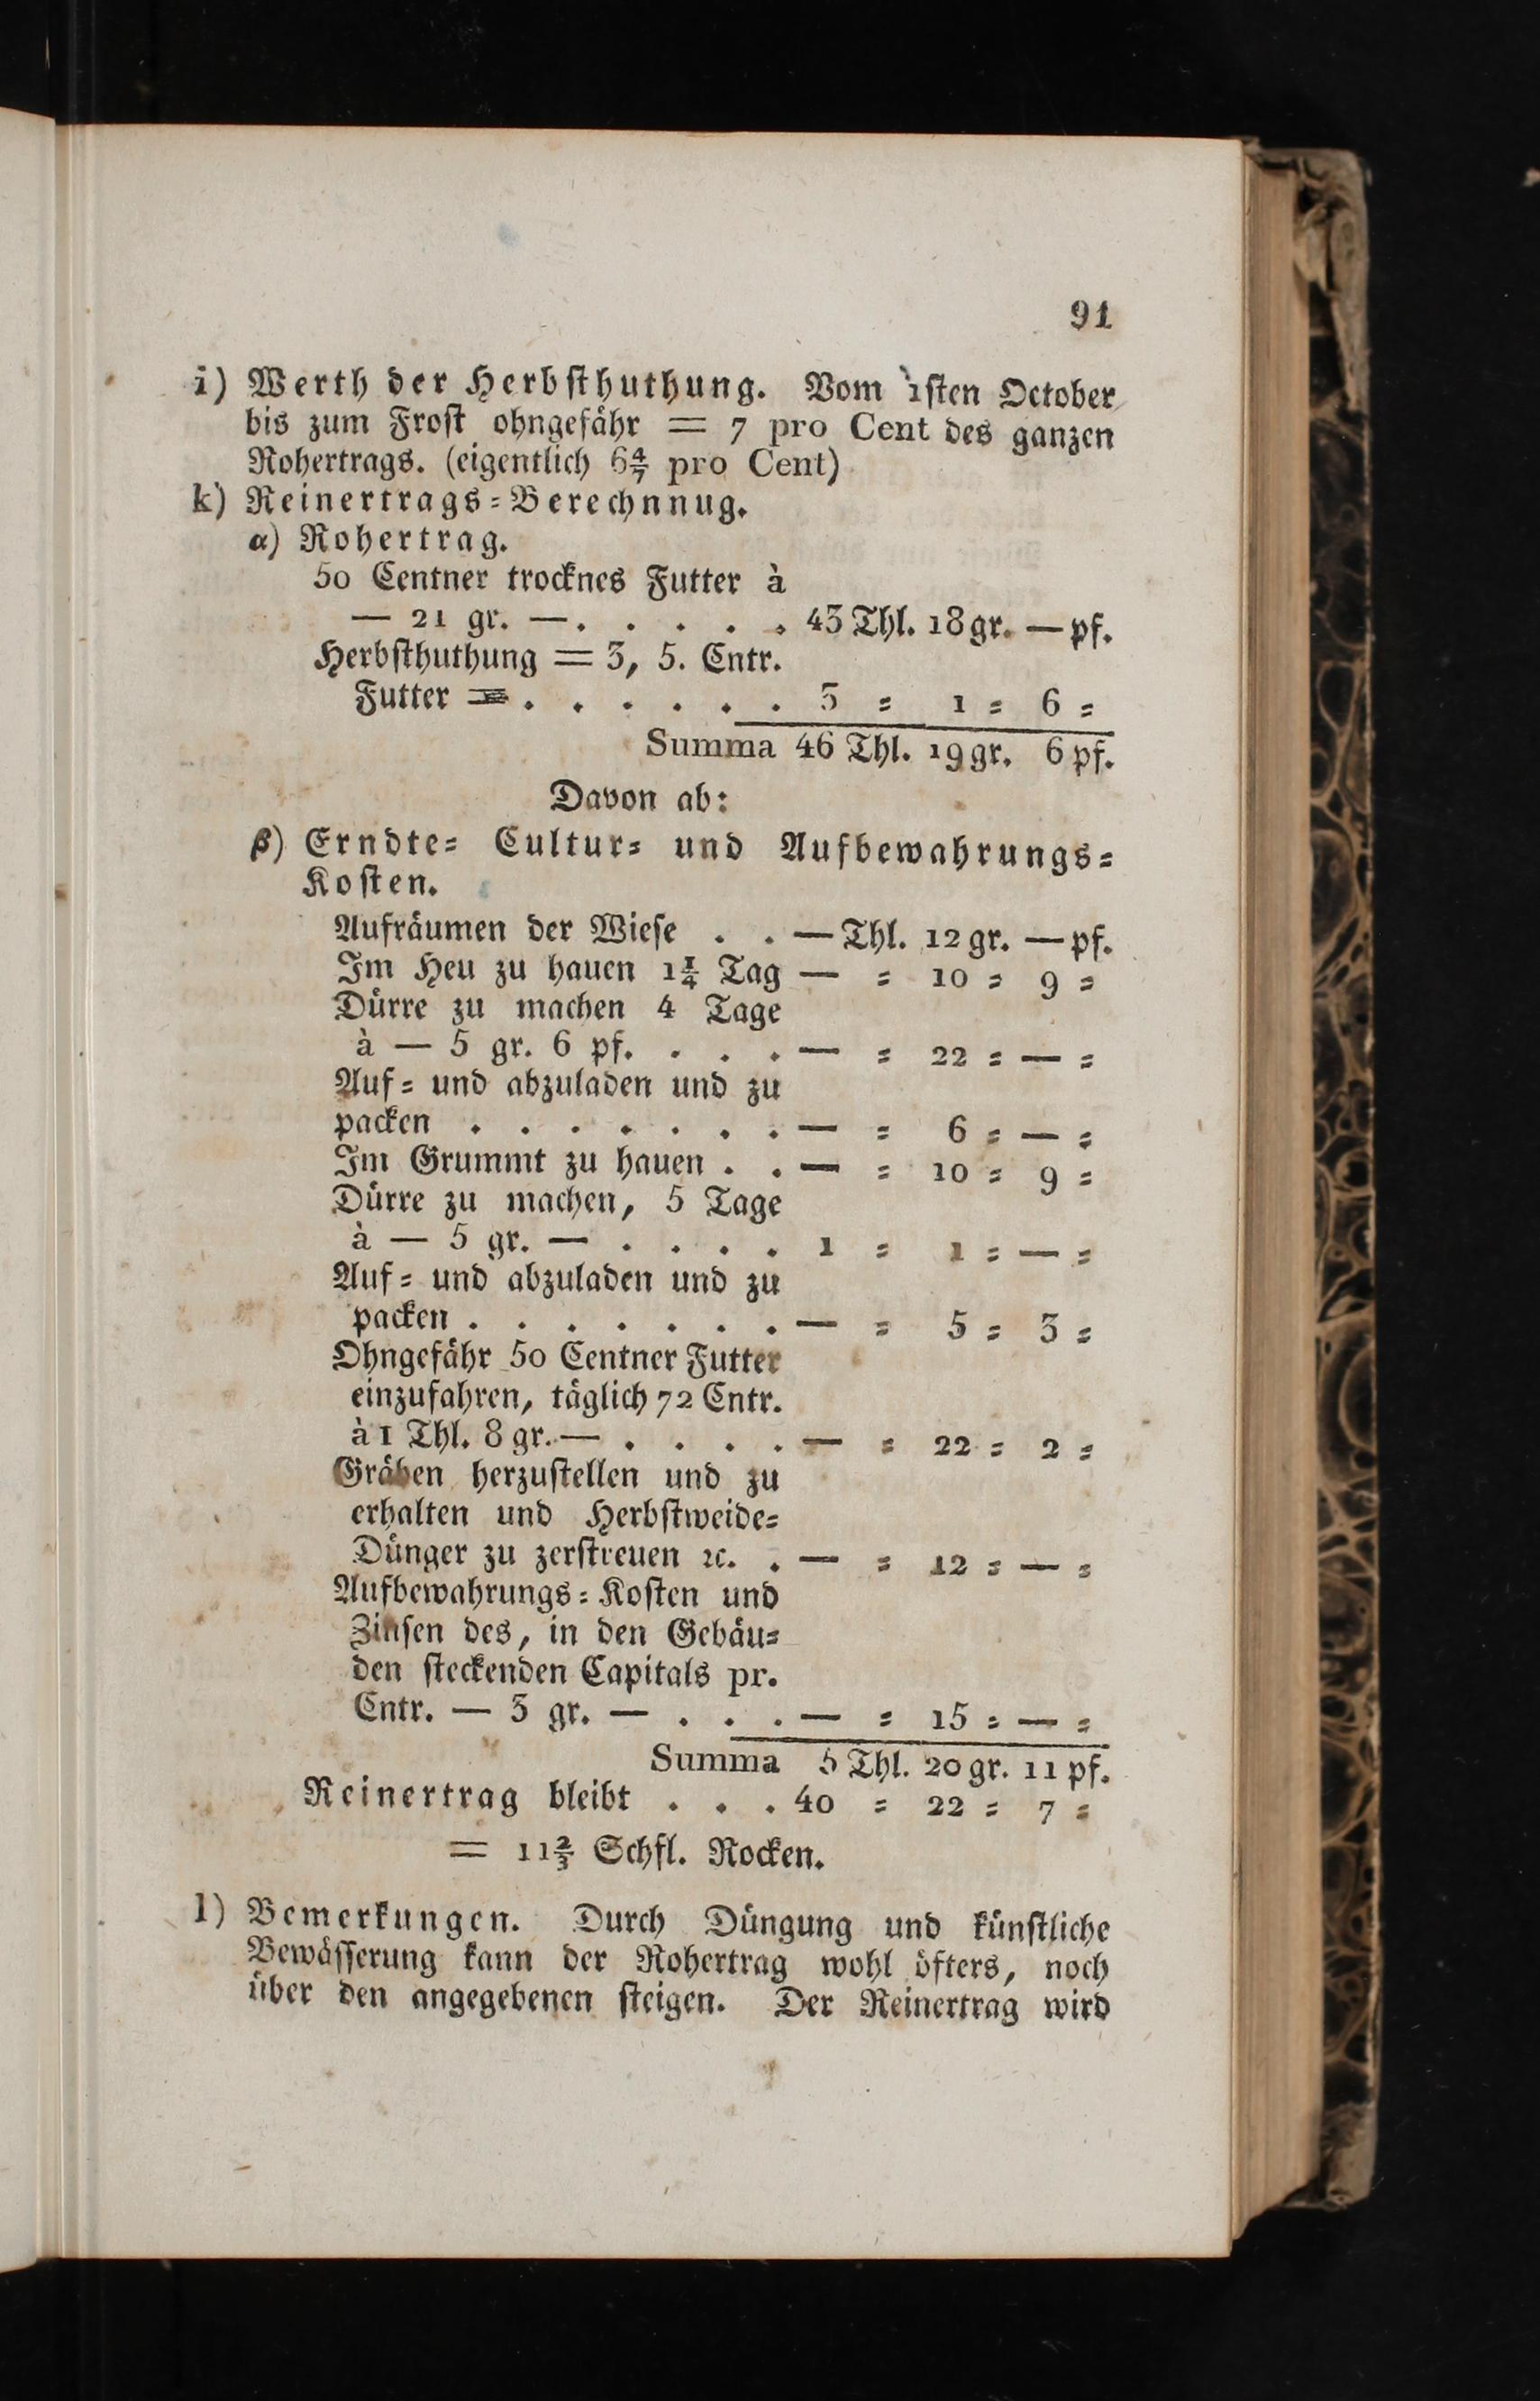 91
i) Werth der Herbſthuthung. Vom 1ſten October
bis zum Froſt ohngefähr = 7 pro Cent des ganzen
Rohertrags. (eigentlich 6 4/7 pro Cent)
k) Reinertrags-Berechnnug.
α) Rohertrag.
50 Centner trocknes Futter à
— 21 gr. — . . . . . 43 Thl. 18 gr. — pf.
Herbſthuthung = 3, 5. Cntr.
Futter = . . . . . . 3 = 1 = 6 =
Summa 46 Thl. 19 gr. 6 pf.
Davon ab:
β) Erndte- Cultur- und Aufbewahrungs-
Koſten.
Aufräumen der Wieſe . . — Thl. 12 gr. — pf.
Im Heu zu hauen 1 1/4 Tag — = 10 = 9 =
Dürre zu machen 4 Tage
à — 5 gr. 6 pf. . . . — = 22 = — =
Auf- und abzuladen und zu
packen . . . . . . . — = 6 = — =
Im Grummt zu hauen . . — = 10 = 9 =
Dürre zu machen, 5 Tage
à — 5 gr. — . . . . 1 = 1 = — =
Auf- und abzuladen und zu
packen . . . . . . . — = 5 = 3 =
Ohngefähr 50 Centner Futter
einzufahren, täglich 72 Cntr.
à 1 Thl. 8 gr. — . . . . — = 22 = 2 =
Gräben herzuſtellen und zu
erhalten und Herbſtweide-
Dünger zu zerſtreuen ꝛc. . — = 12 = — =
Aufbewahrungs-Koſten und
Zinſen des, in den Gebäu-
den ſteckenden Capitals pr.
Cntr. — 3 gr. — . . . — = 15 = — =
Summa 5 Thl. 20 gr. 11 pf.
Reinertrag bleibt . . . 40 = 22 = 7 =
= 11 2/3 Schfl. Rocken.
l) Bemerkungen. Durch Düngung und künſtliche
Bewäſſerung kann der Rohertrag wohl öfters, noch
über den angegebenen ſteigen. Der Reinertrag wird